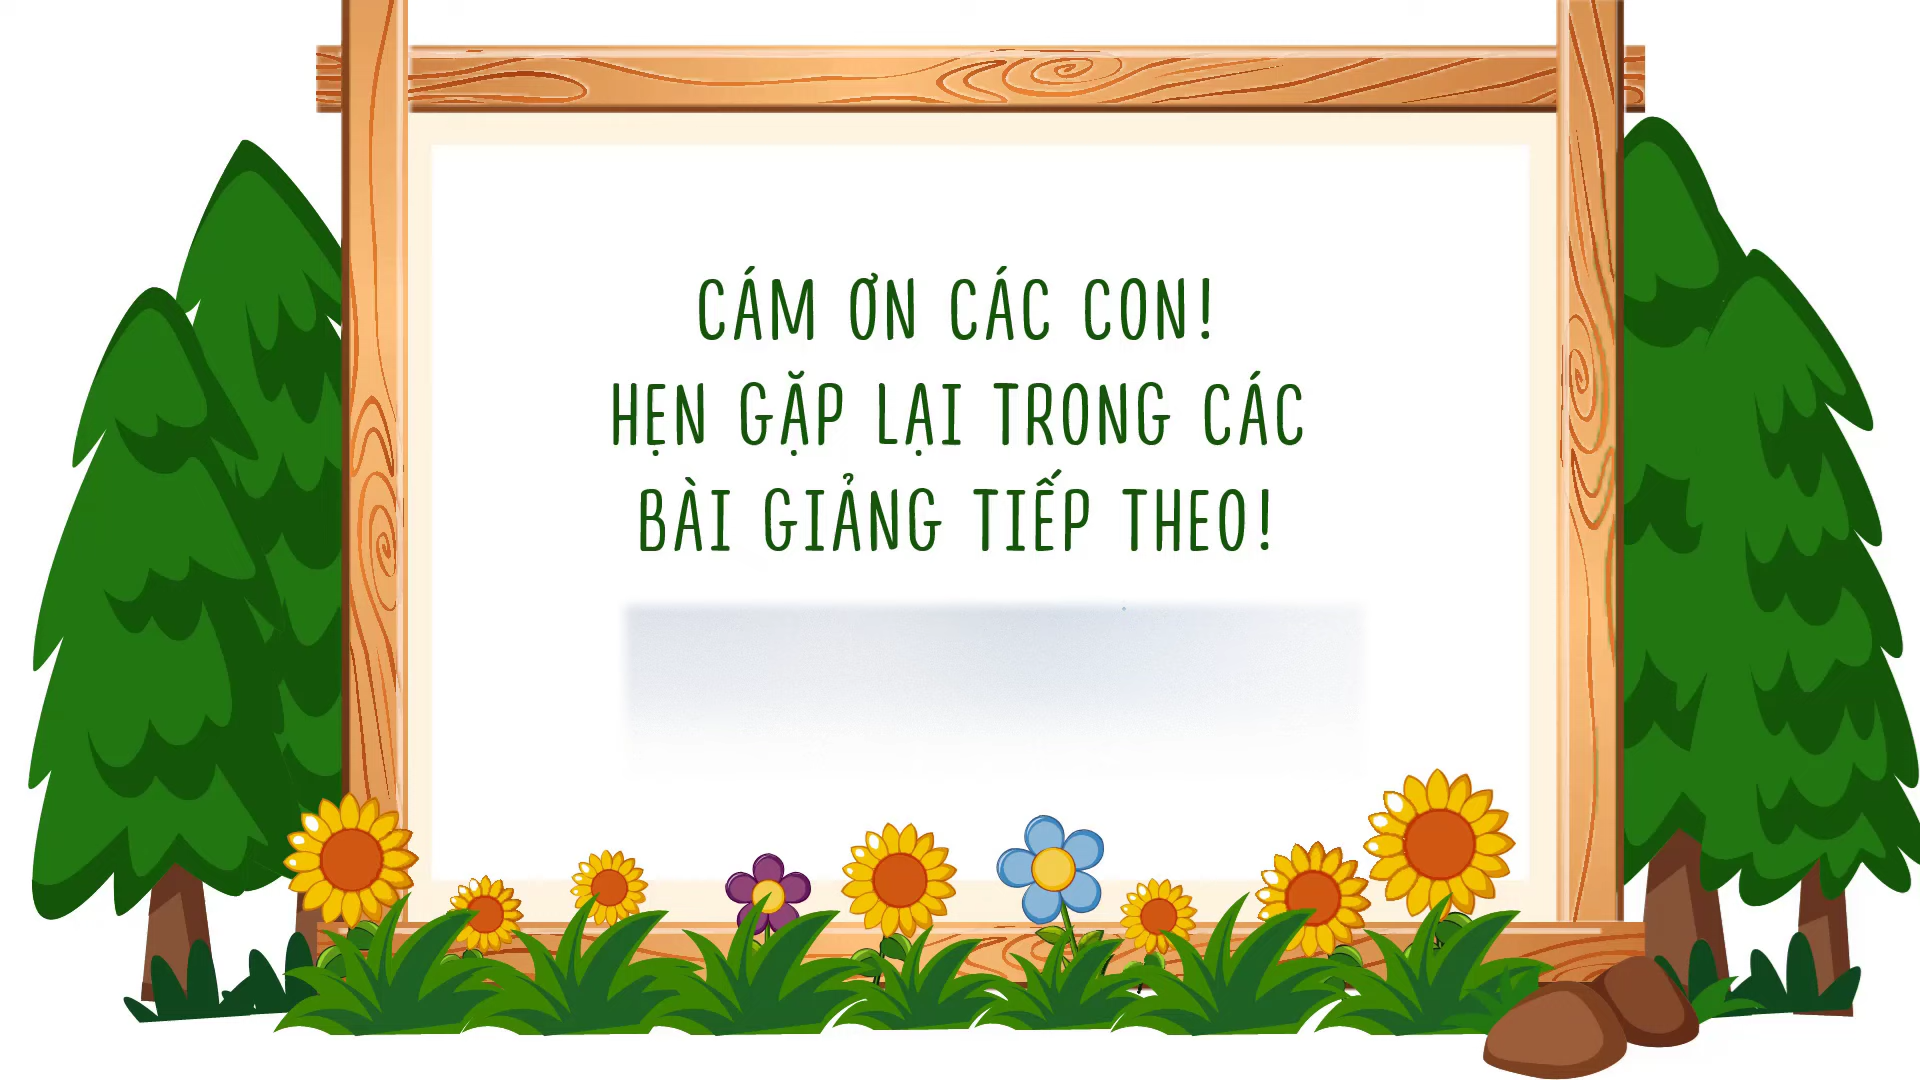 CÁM ƠN CÁC CON!
HẸN GẶP LẠI TRONG CÁC
BÀI GIẢNG TIẾP THEO!